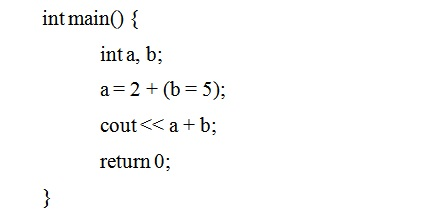 int main() {
int a, b;
a = 2 + (b = 5);
cout << a + b;
return 0;
}